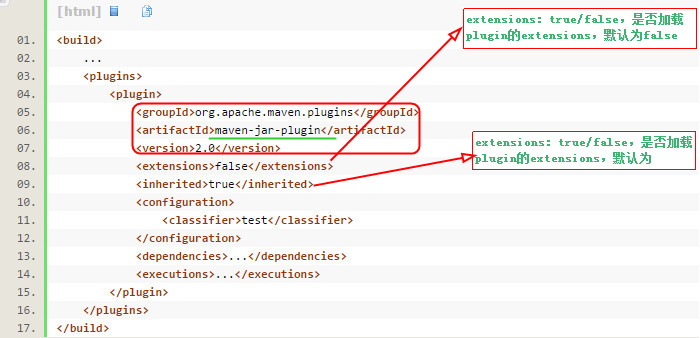 [html]
01. <build>
02. ...
03. <plugins>
04. <plugin>
05. <groupId>org.apache.maven.plugins</groupId>
06. <artifactId>maven-jar-plugin</artifactId>
07. <version>2.0</version>
08. <extensions>false</extensions>
09. <inherited>true</inherited>
10. <configuration>
11. <classifier>test</classifier>
12. </configuration>
13. <dependencies>...</dependencies>
14. <executions>...</executions>
15. </plugin>
16. </plugins>
17. </build>
extensions: true/false，是否加载
plugin的extensions，默认为false
extensions: true/false，是否加载
plugin的extensions，默认为